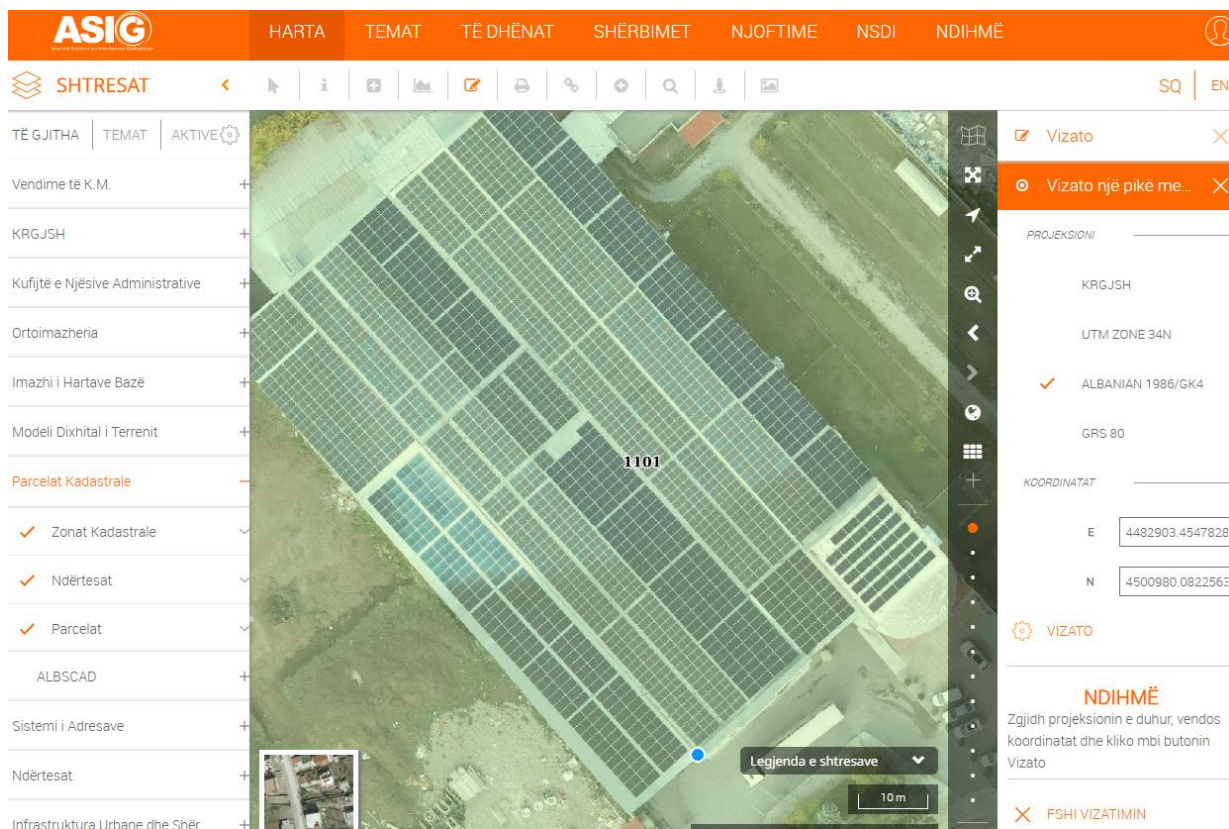 ASIG
HARTA
TEMAT
TË DHËNAT
SHËRBIMET
NJOFTIME
NSDI
NDIHMË
SHTRESAT
SQ
EN
TË GJITHA
TEMAT
AKTIVE
Vendime të K.M.
KRGJSH
Kufijtë e Njësive Administrative
Ortoimazheria
Imazhi i Hartave Bazë
Modeli Dixhital i Terrenit
Parcelat Kadastrale
Zonat Kadastrale
Ndërtesat
Parcelat
ALBSCAD
Sistemi i Adresave
Ndërtesat
Infrastruktura Urbane dhe Shër
1101
Legjenda e shtresave
10 m
Vizato
Vizato një pikë me...
PROJEKSIONI
KRGJSH
UTM ZONE 34N
ALBANIAN 1986/GK4
GRS 80
KOORDINATAT
E 4482903.4547828
N 4500980.0822563
VIZATO
NDIHMË
Zgjidh projeksionin e duhur, vendos
koordinatat dhe kliko mbi butonin
Vizato
FSHI VIZATIMIN